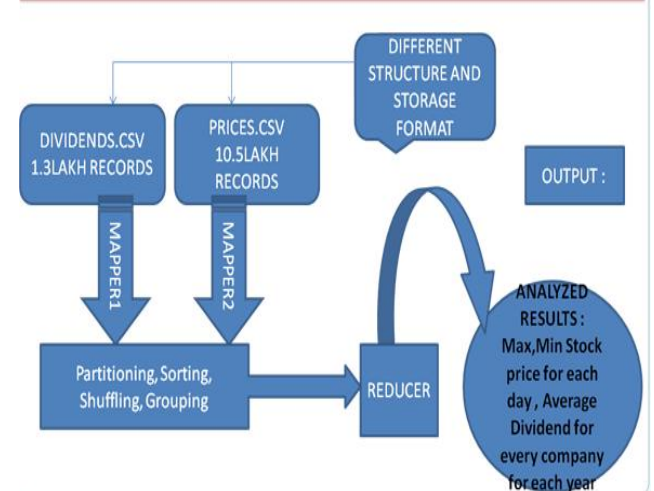 DIFFERENT
STRUCTURE AND
STORAGE
FORMAT
DIVIDENDS.CSV
1.3LAKH RECORDS
PRICES.CSV
10.5LAKH
RECORDS
OUTPUT :
MAPPER1
MAPPER2
Partitioning, Sorting,
Shuffling, Grouping
REDUCER
ANALYZED
RESULTS :
Max,Min Stock
price for each
day , Average
Dividend for
every company
for each year